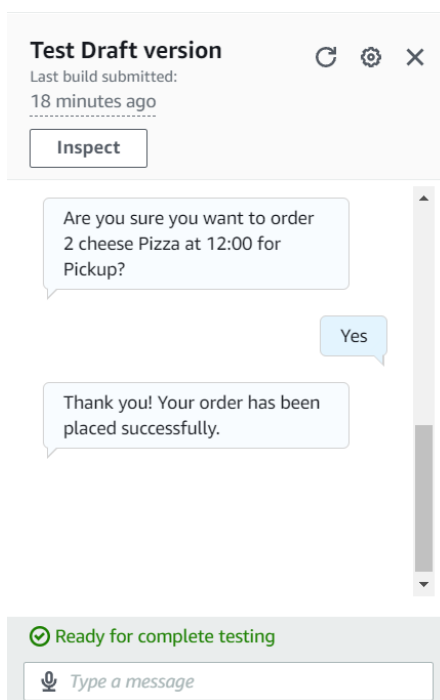 Test Draft version
Last build submitted:
18 minutes ago
Inspect
Are you sure you want to order
2 cheese Pizza at 12:00 for
Pickup?
Yes
Thank you! Your order has been
placed successfully.
Ready for complete testing
Type a message